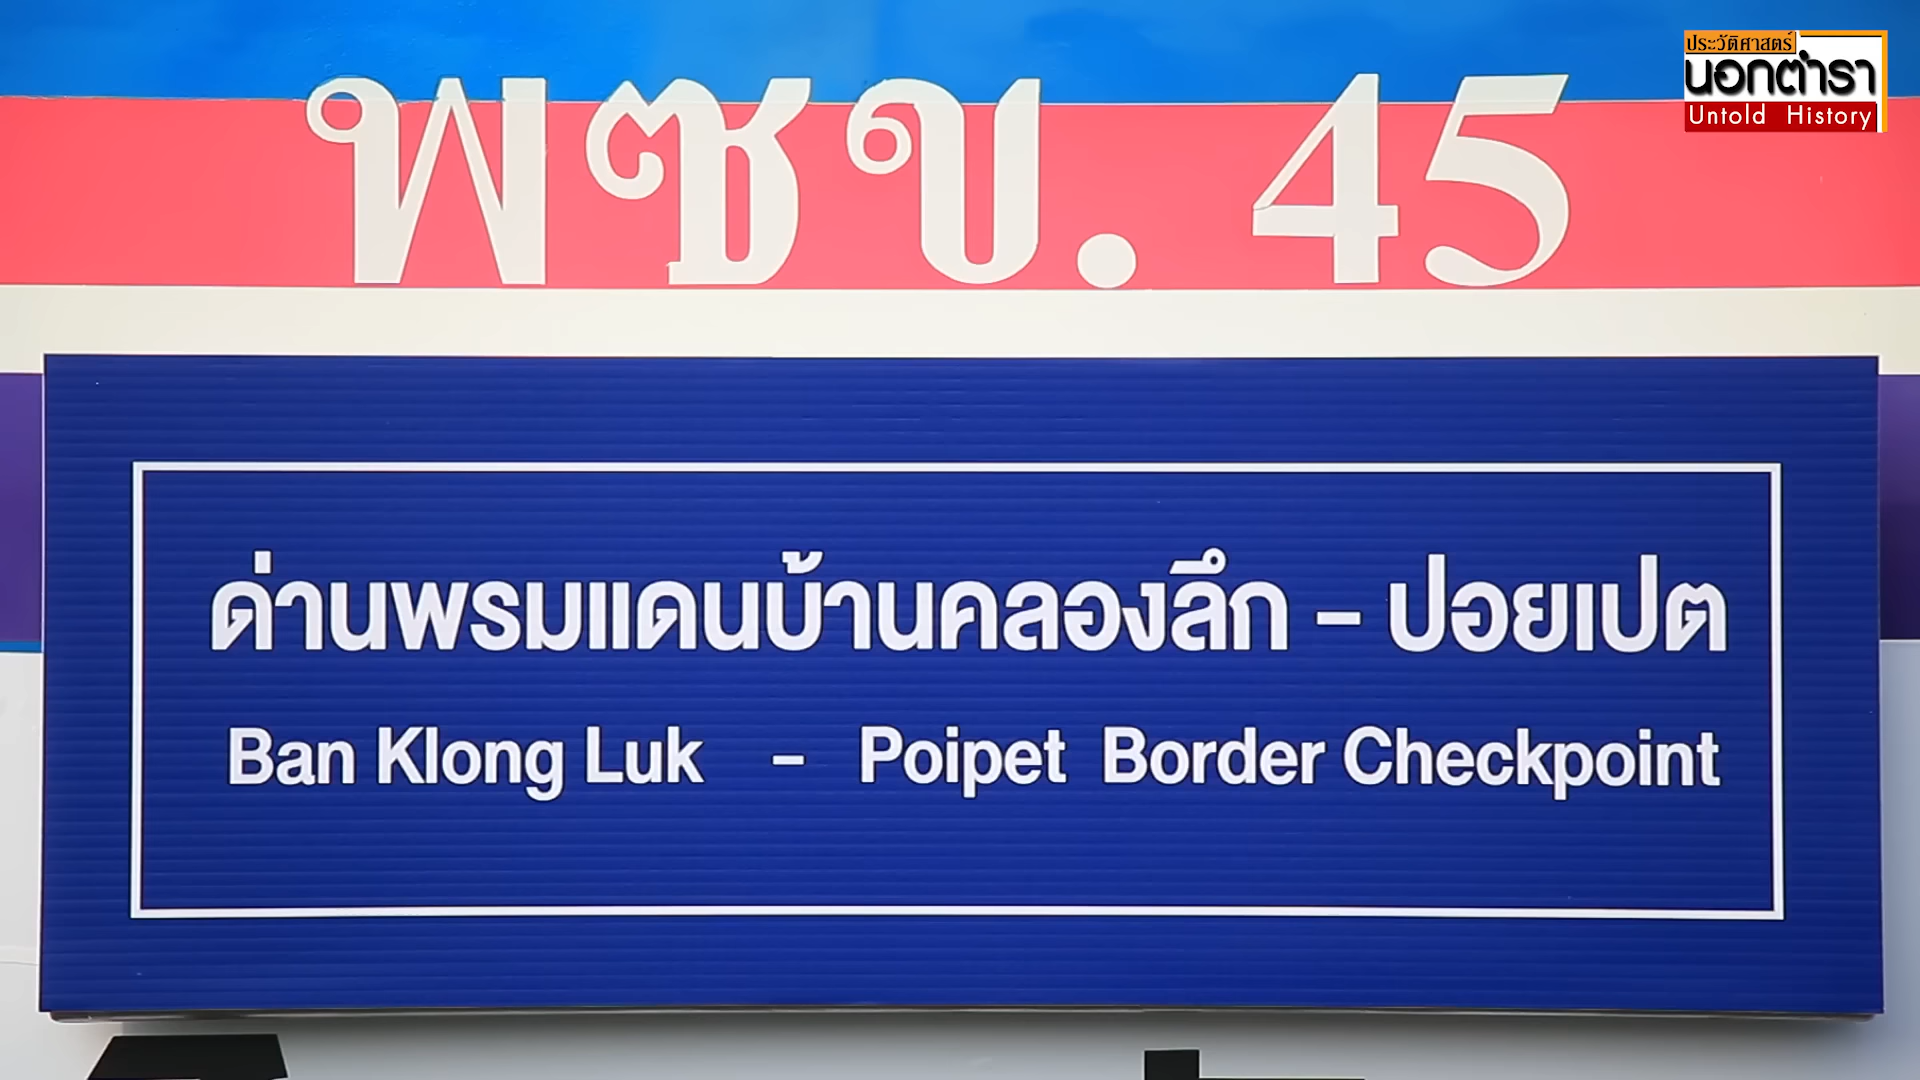 ประวัติศาสตร์
นอกตำรา
Untold History
พซข. 45
ด่านพรมแดนบ้านคลองลึก - ปอยเปต
Ban Klong Luk - Poipet Border Checkpoint